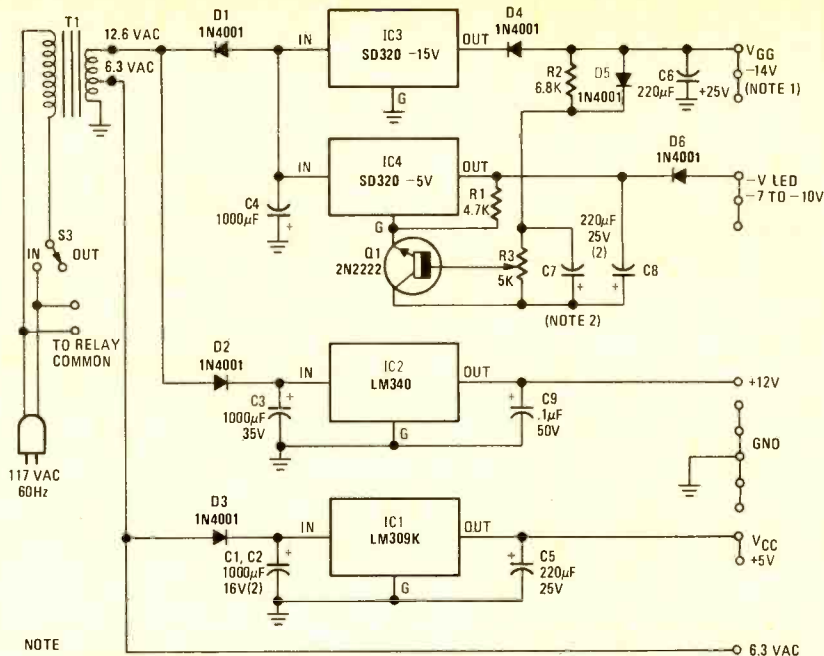 T1
12.6 VAC
6.3 VAC
D1
1N4001
IN
IC3
SD320 -15V
G
OUT
D4
1N4001
R2
6.8K
D5
1N4001
C6
220µF
+25V
VGG
-14V
(NOTE 1)
IN
IC4
SD320 -5V
G
OUT
D6
1N4001
-V LED
-7 TO -10V
C4
1000µF
+
R1
4.7K
Q1
2N2222
R3
5K
220µF
25V
(2)
C7
+
C8
+
(NOTE 2)
S3
IN
OUT
TO RELAY
COMMON
117 VAC
60Hz
D2
1N4001
+
C3
1000µF
35V
IN
IC2
LM340
G
OUT
+
C9
.1µF
50V
+12V
GND
D3
1N4001
+
C1, C2
1000µF
16V(2)
IN
IC1
LM309K
G
OUT
+
C5
220µF
25V
VCC
+5V
NOTE
6.3 VAC